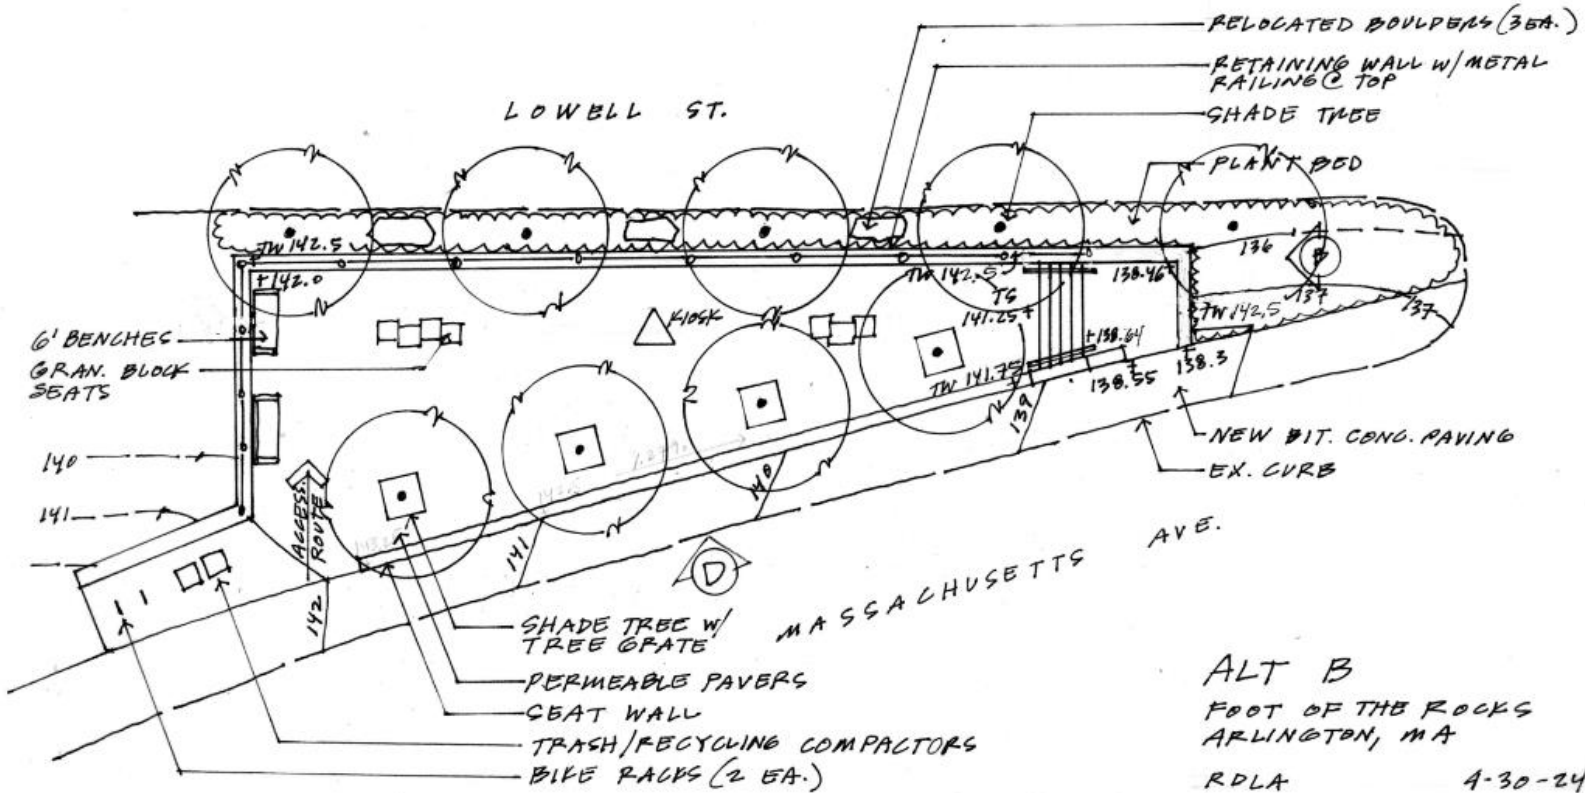 RELOCATED BOULDERS (3 EA.)
RETAINING WALL W/ METAL
RAILING @ TOP
LOWELL ST.
SHADE TREE
PLANT BED
TW 142.5
136
B
+142.0
TW 142.5
138.46+
TS
141.25+
137
TW 142.5
137
KIOSK
6' BENCHES
+138.64
GRAN. BLOCK
SEATS
TW 141.75
138.55
138.3
139
NEW BIT. CONC. PAVING
140
EX. CURB
140
141
ACCESS.
ROUTE
141
D
MASSACHUSETTS AVE.
142
SHADE TREE W/
TREE GRATE
PERMEABLE PAVERS
SEAT WALL
TRASH/RECYCLING COMPACTORS
BIKE RACKS (2 EA.)
ALT B
FOOT OF THE ROCKS
ARLINGTON, MA
RDLA 4-30-24